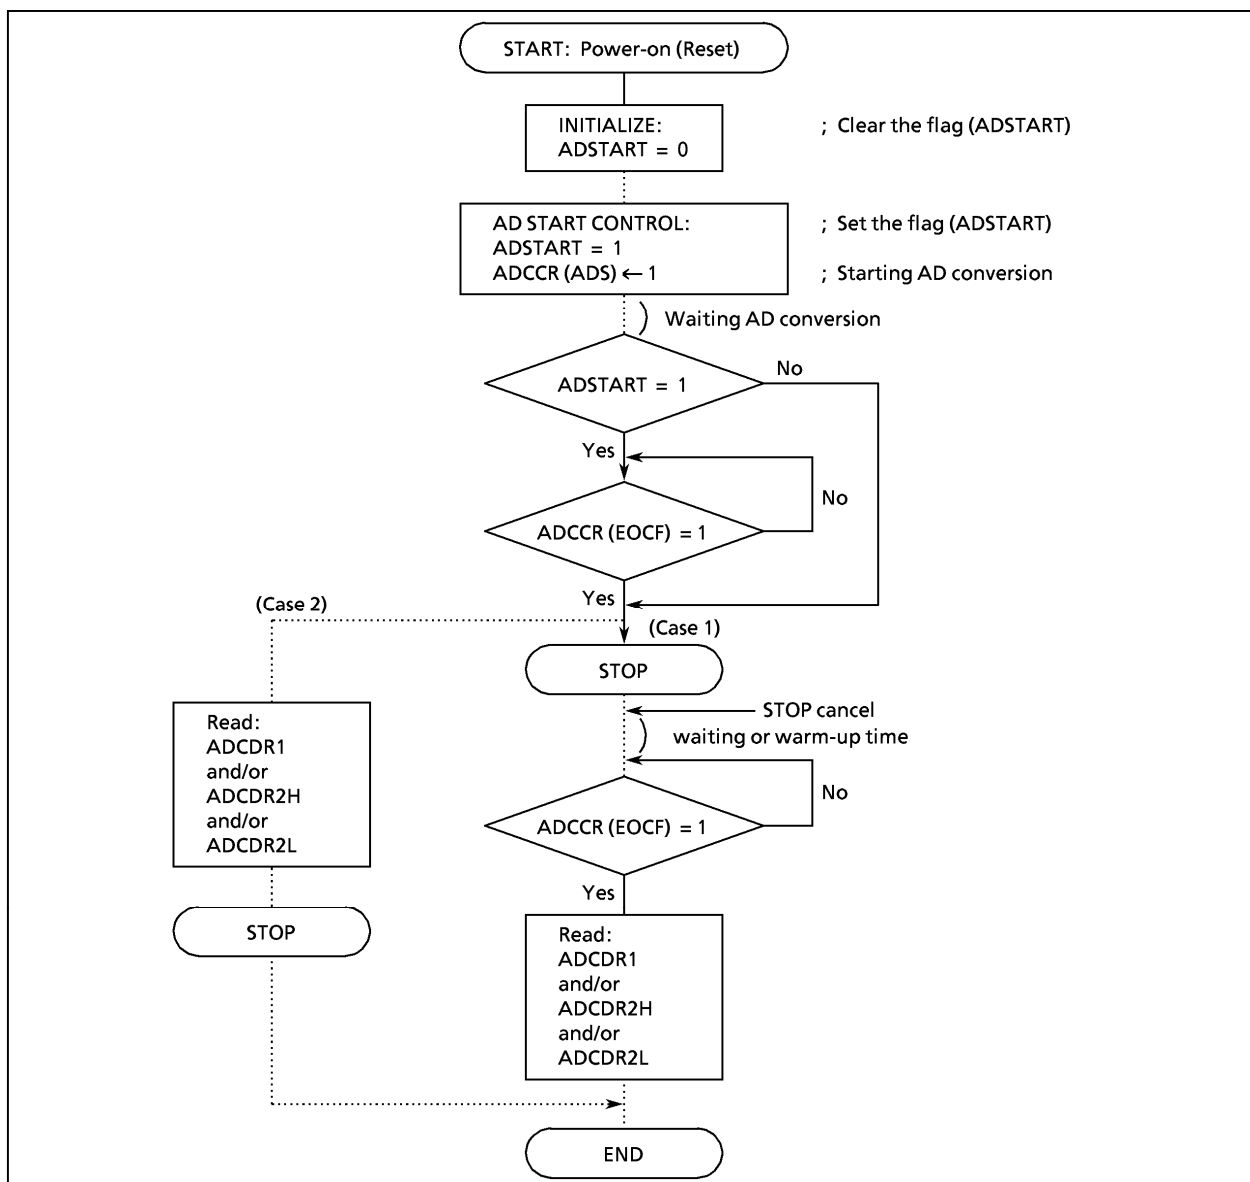 START: Power-on (Reset)
INITIALIZE:
ADSTART = 0
; Clear the flag (ADSTART)
AD START CONTROL:
ADSTART = 1
ADCCR (ADS) ← 1
; Set the flag (ADSTART)
; Starting AD conversion
Waiting AD conversion
ADSTART = 1
No
Yes
No
ADCCR (EOCF) = 1
Yes
(Case 2)
(Case 1)
STOP
STOP cancel
waiting or warm-up time
Read:
ADCDR1
and/or
ADCDR2H
and/or
ADCDR2L
No
ADCCR (EOCF) = 1
Yes
STOP
Read:
ADCDR1
and/or
ADCDR2H
and/or
ADCDR2L
END